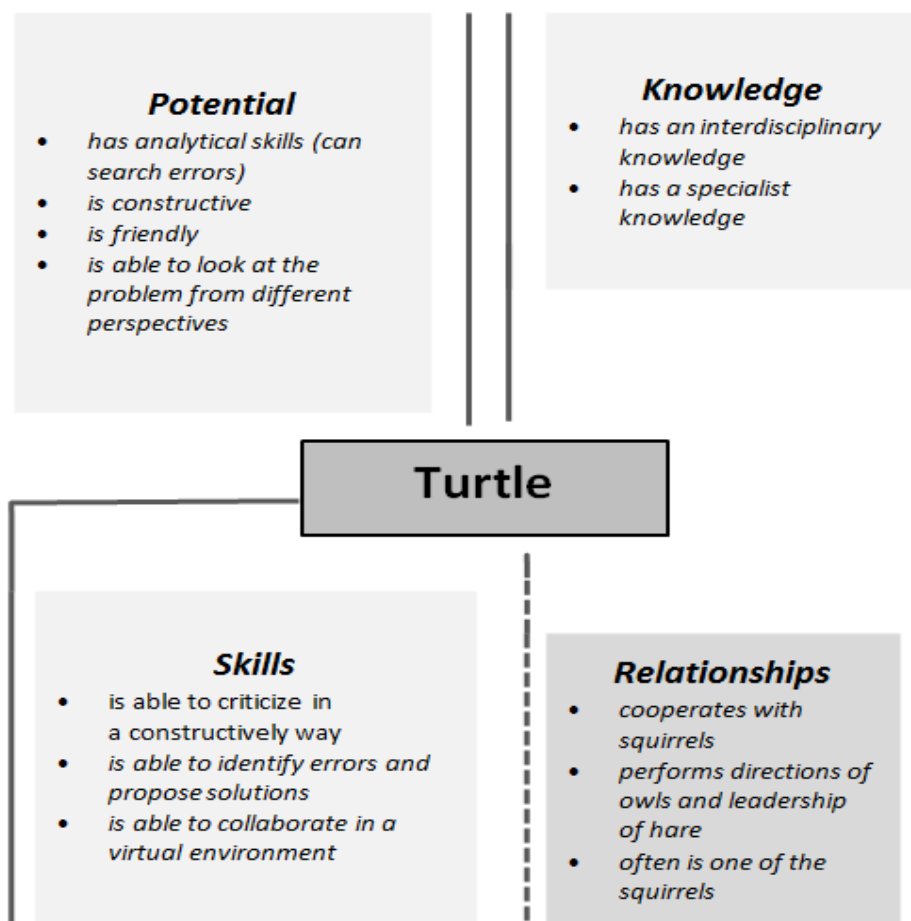 Potential
• has analytical skills (can
search errors)
• is constructive
• is friendly
• is able to look at the
problem from different
perspectives
Knowledge
• has an interdisciplinary
knowledge
• has a specialist
knowledge
Turtle
Skills
• is able to criticize in
a constructively way
• is able to identify errors and
propose solutions
• is able to collaborate in a
virtual environment
Relationships
• cooperates with
squirrels
• performs directions of
owls and leadership
of hare
• often is one of the
squirrels